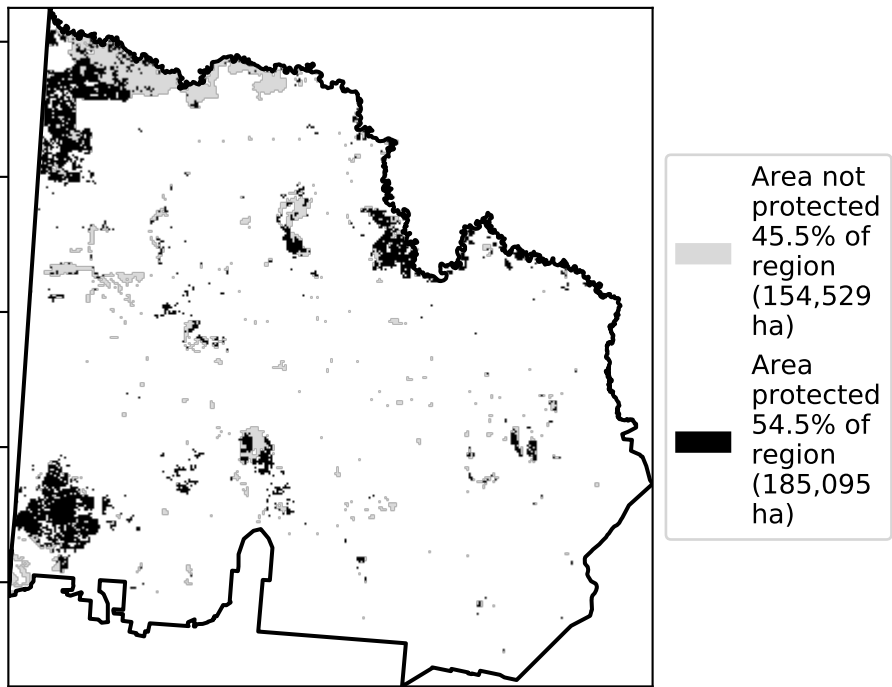 Area not
protected
45.5% of
region
(154,529
ha)
Area
protected
54.5% of
region
(185,095
ha)